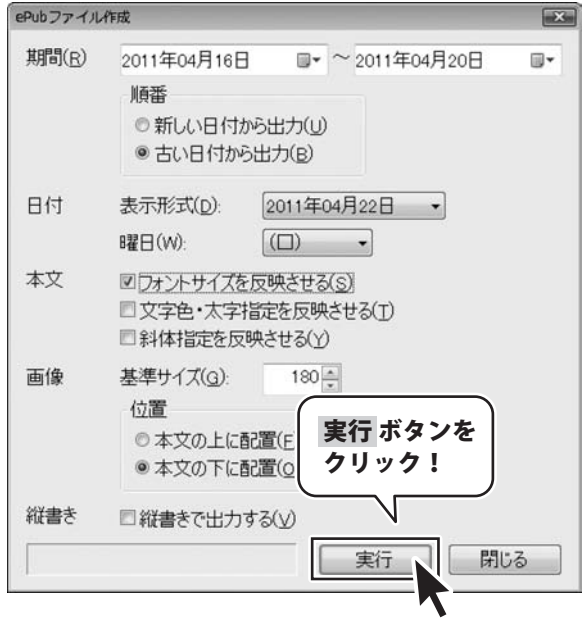 ePubファイル作成
期間(R) 2011年04月16日 ～ 2011年04月20日
順番
新しい日付から出力(U)
古い日付から出力(B)
日付 表示形式(D): 2011年04月22日
曜日(W): (口)
本文 フォントサイズを反映させる(S)
文字色・太字指定を反映させる(T)
斜体指定を反映させる(Y)
画像 基準サイズ(G): 180
位置
本文の上に配置(F
本文の下に配置(O
実行 ボタンを
クリック！
縦書き 縦書きで出力する(V)
実行 閉じる